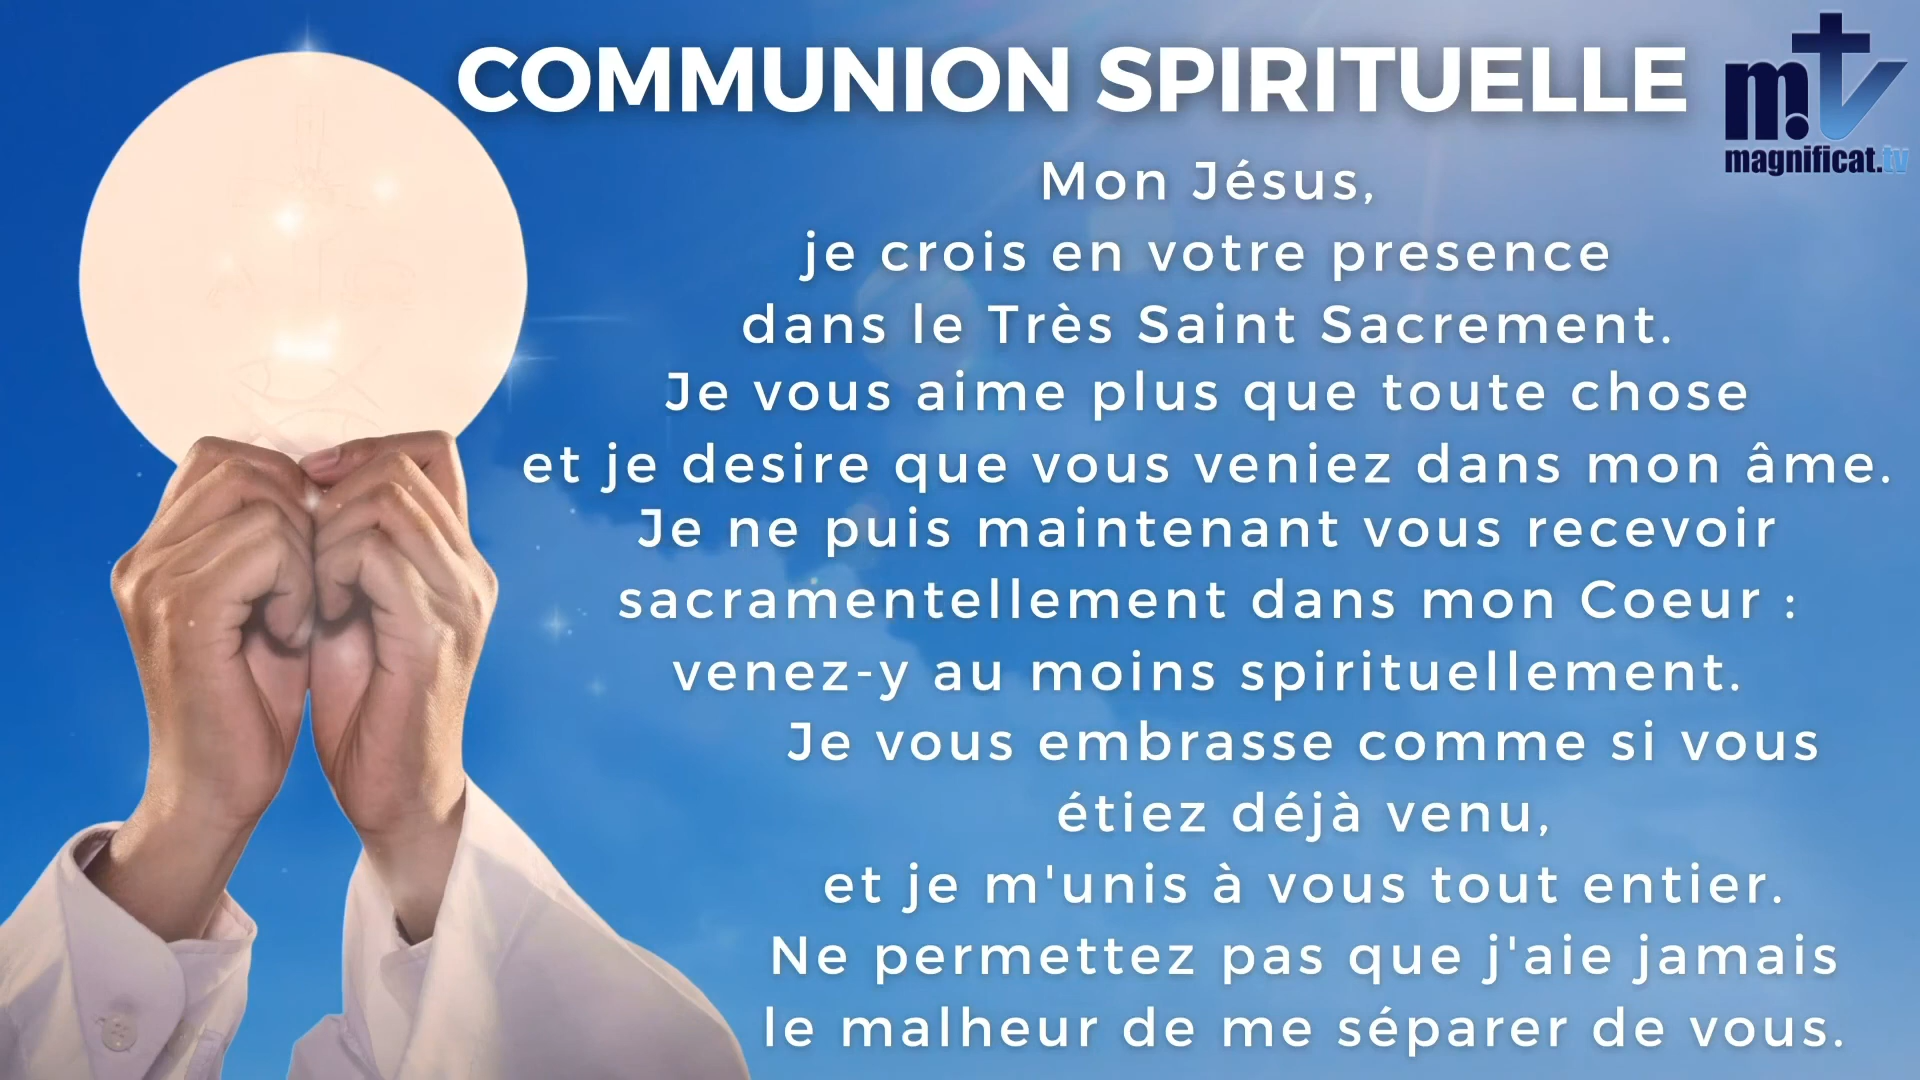 COMMUNION SPIRITUELLE
mtv
magnificat.tv
Mon Jésus,
je crois en votre presence
dans le Très Saint Sacrement.
Je vous aime plus que toute chose
et je desire que vous veniez dans mon âme.
Je ne puis maintenant vous recevoir
sacramentellement dans mon Coeur :
venez-y au moins spirituellement.
Je vous embrasse comme si vous
étiez déjà venu,
et je m'unis à vous tout entier.
Ne permettez pas que j'aie jamais
le malheur de me séparer de vous.